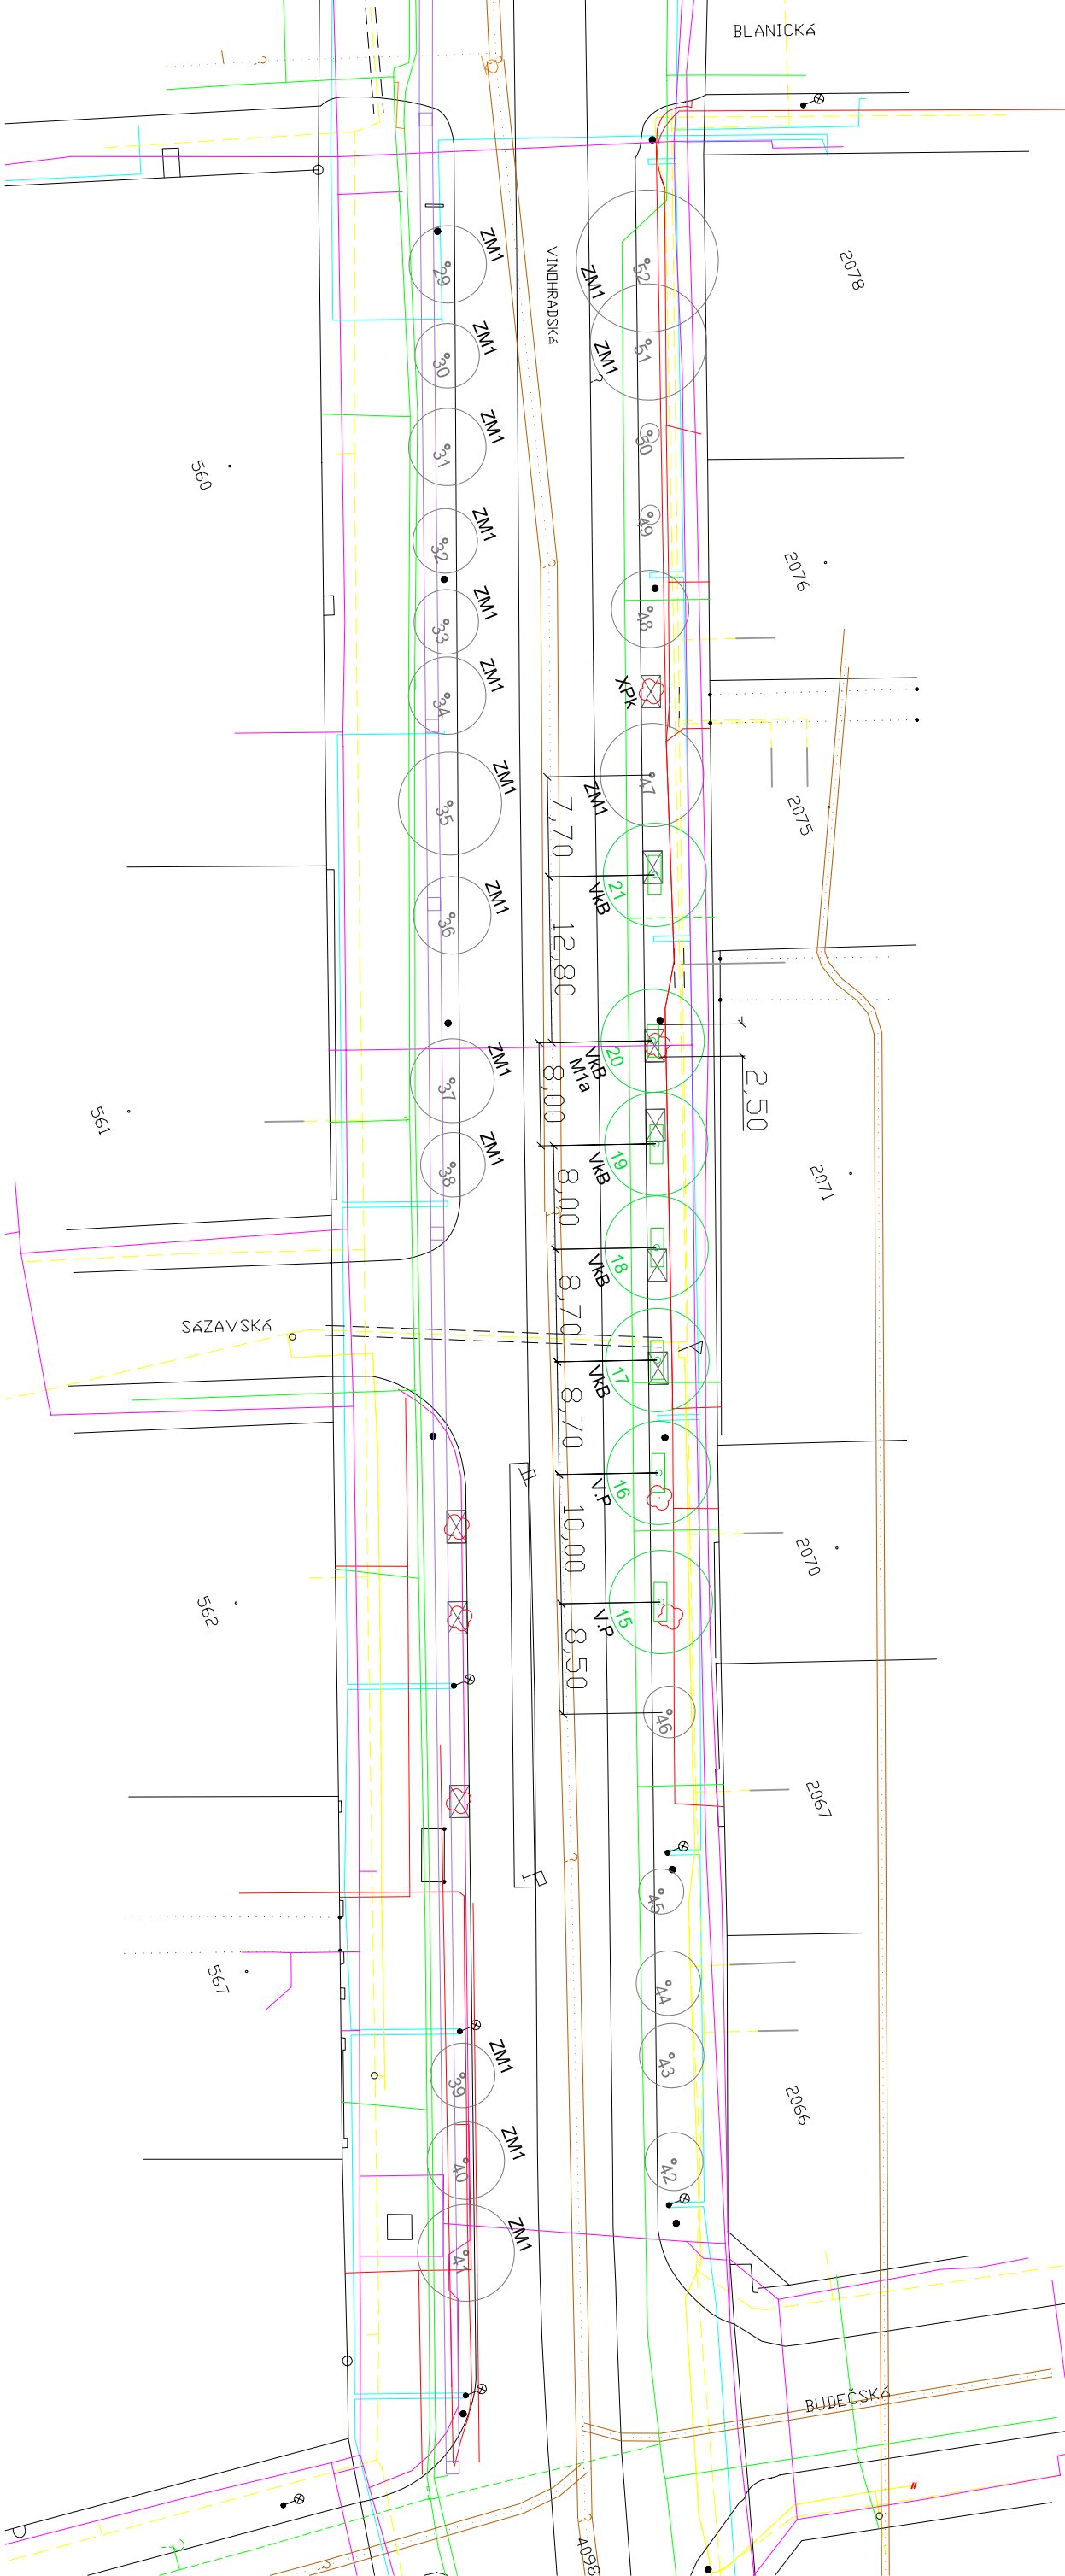 BLANICKÁ
VINOHRADSKÁ
29
ZM1
52
ZM1
2078
30
ZM1
51
ZM1
31
ZM1
50
560
32
ZM1
49
2076
33
ZM1
48
34
ZM1
XPk
35
ZM1
47
ZM1
7,70
2075
21
VkB
36
ZM1
12,80
20
VkB
M1a
37
ZM1
8,00
2,50
561
38
ZM1
19
VkB
2071
8,00
18
VkB
8,70
SÁZAVSKÁ
17
VkB
8,70
16
V.P
10,00
2070
562
15
V.P
8,50
46
2067
45
567
44
39
ZM1
43
2066
40
ZM1
42
41
ZM1
BUDEČSKÁ
4098